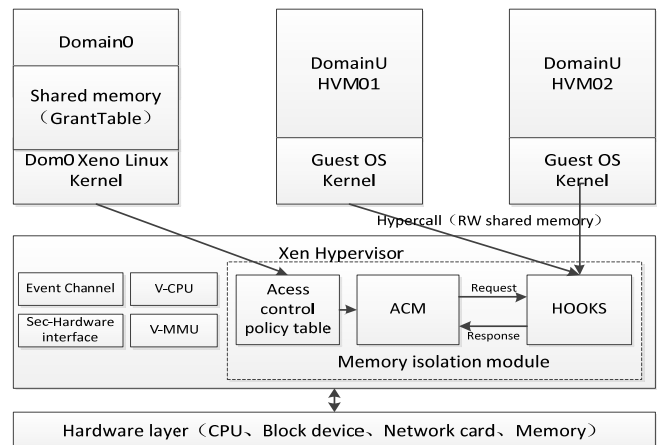 Domain0
Shared memory
（GrantTable）
Dom0 Xeno Linux
Kernel
DomainU
HVM01
Guest OS
Kernel
DomainU
HVM02
Guest OS
Kernel
Hypercall（RW shared memory）
Xen Hypervisor
Event Channel
V-CPU
Sec-Hardware
interface
V-MMU
Acess
control
policy table
ACM
Request
Response
HOOKS
Memory isolation module
Hardware layer（CPU、Block device、Network card、Memory）